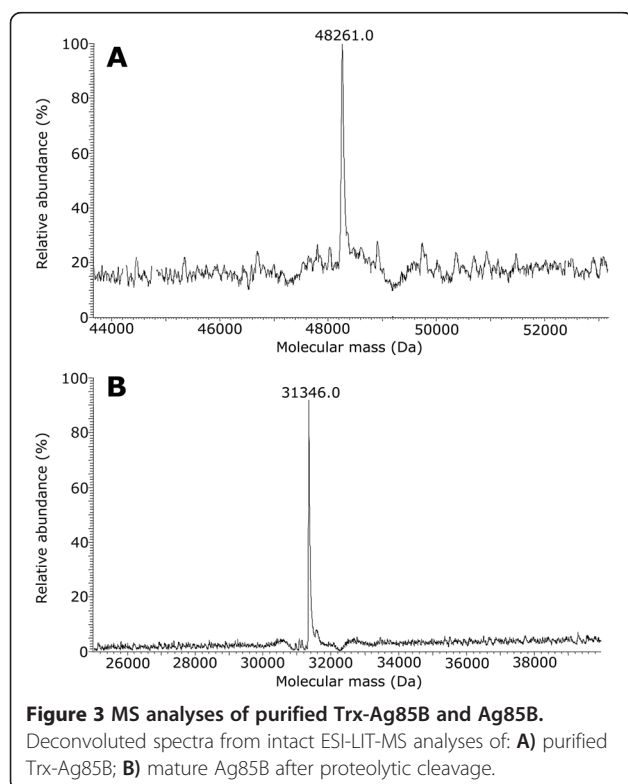 A
48261.0
Relative abundance (%)
100
80
60
40
20
0
44000 46000 48000 50000 52000
Molecular mass (Da)
B
31346.0
Relative abundance (%)
100
80
60
40
20
0
26000 28000 30000 32000 34000 36000 38000
Molecular mass (Da)
Figure 3 MS analyses of purified Trx-Ag85B and Ag85B.
Deconvoluted spectra from intact ESI-LIT-MS analyses of: A) purified
Trx-Ag85B; B) mature Ag85B after proteolytic cleavage.